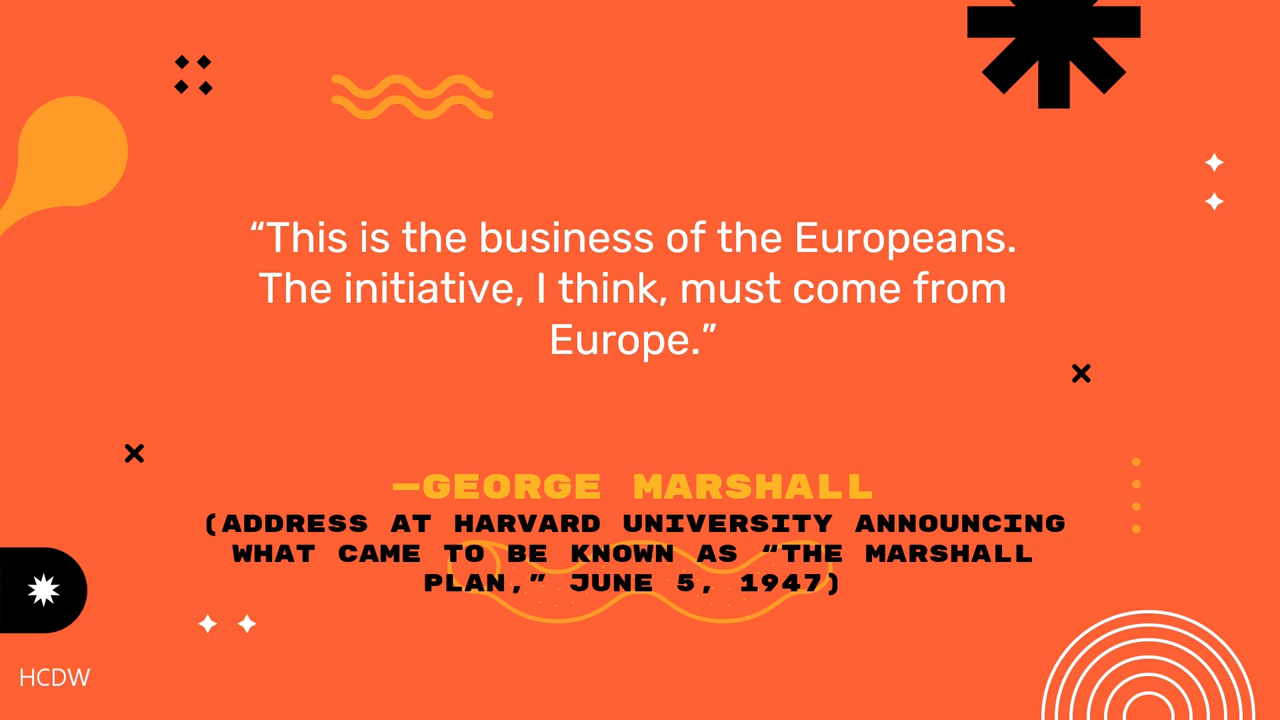 “This is the business of the Europeans.
The initiative, I think, must come from
Europe.”
—GEORGE MARSHALL
(ADDRESS AT HARVARD UNIVERSITY ANNOUNCING
WHAT CAME TO BE KNOWN AS “THE MARSHALL
PLAN,” JUNE 5, 1947)
HCDW